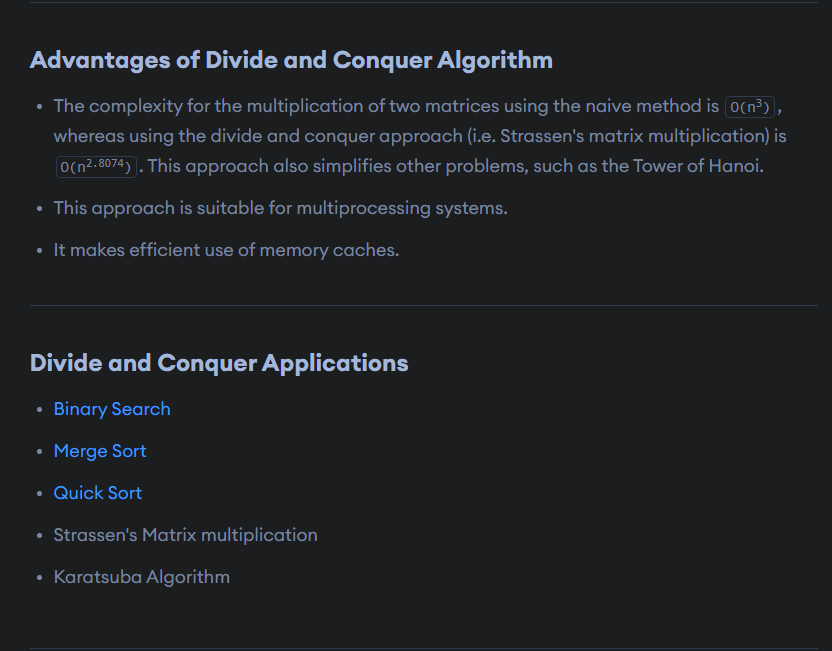 Advantages of Divide and Conquer Algorithm
• The complexity for the multiplication of two matrices using the naive method is O(n³),
whereas using the divide and conquer approach (i.e. Strassen's matrix multiplication) is
O(n²·⁸⁰⁷⁴). This approach also simplifies other problems, such as the Tower of Hanoi.
• This approach is suitable for multiprocessing systems.
• It makes efficient use of memory caches.
Divide and Conquer Applications
• Binary Search
• Merge Sort
• Quick Sort
• Strassen's Matrix multiplication
• Karatsuba Algorithm